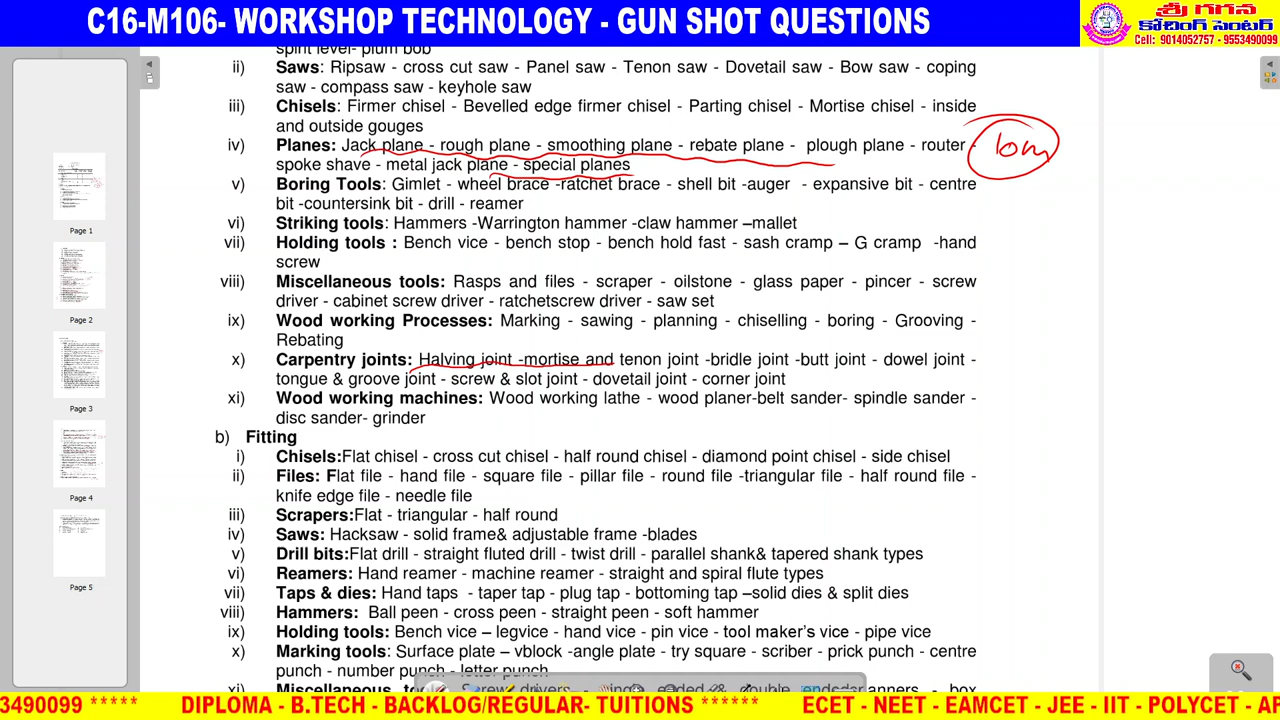 C16-M106- WORKSHOP TECHNOLOGY - GUN SHOT QUESTIONS
శ్రీ గగన
కోచింగ్ సెంటర్
Cell: 9014052757 - 9553490099
spirit level- plum bob
ii) Saws: Ripsaw - cross cut saw - Panel saw - Tenon saw - Dovetail saw - Bow saw - coping
saw - compass saw - keyhole saw
iii) Chisels: Firmer chisel - Bevelled edge firmer chisel - Parting chisel - Mortise chisel - inside
and outside gouges
iv) Planes: Jack plane - rough plane - smoothing plane - rebate plane - plough plane - router -
spoke shave - metal jack plane - special planes
10m
v) Boring Tools: Gimlet - wheel brace -ratchet brace - shell bit -auger - expansive bit - centre
bit -countersink bit - drill - reamer
vi) Striking tools: Hammers -Warrington hammer -claw hammer –mallet
vii) Holding tools : Bench vice - bench stop - bench hold fast - sash cramp – G cramp -hand
screw
viii) Miscellaneous tools: Rasps and files - scraper - oilstone - glass paper - pincer - screw
driver - cabinet screw driver - ratchetscrew driver - saw set
ix) Wood working Processes: Marking - sawing - planning - chiselling - boring - Grooving -
Rebating
x) Carpentry joints: Halving joint -mortise and tenon joint -bridle joint -butt joint - dowel joint -
tongue & groove joint - screw & slot joint - dovetail joint - corner joint
xi) Wood working machines: Wood working lathe - wood planer-belt sander- spindle sander -
disc sander- grinder
b) Fitting
i) Chisels:Flat chisel - cross cut chisel - half round chisel - diamond joint chisel - side chisel
ii) Files: Flat file - hand file - square file - pillar file - round file -triangular file - half round file -
knife edge file - needle file
iii) Scrapers:Flat - triangular - half round
iv) Saws: Hacksaw - solid frame& adjustable frame -blades
v) Drill bits:Flat drill - straight fluted drill - twist drill - parallel shank& tapered shank types
vi) Reamers: Hand reamer - machine reamer - straight and spiral flute types
vii) Taps & dies: Hand taps - taper tap - plug tap - bottoming tap –solid dies & split dies
viii) Hammers: Ball peen - cross peen - straight peen - soft hammer
ix) Holding tools: Bench vice – legvice - hand vice - pin vice - tool maker's vice - pipe vice
x) Marking tools: Surface plate – vblock -angle plate - try square - scriber - prick punch - centre
punch - number punch - letter punch
Page 1
Page 2
Page 3
Page 4
Page 5
3490099 ***** DIPLOMA - B.TECH - BACKLOG/REGULAR- TUITIONS ****** ECET - NEET - EAMCET - JEE - IIT - POLYCET - AF